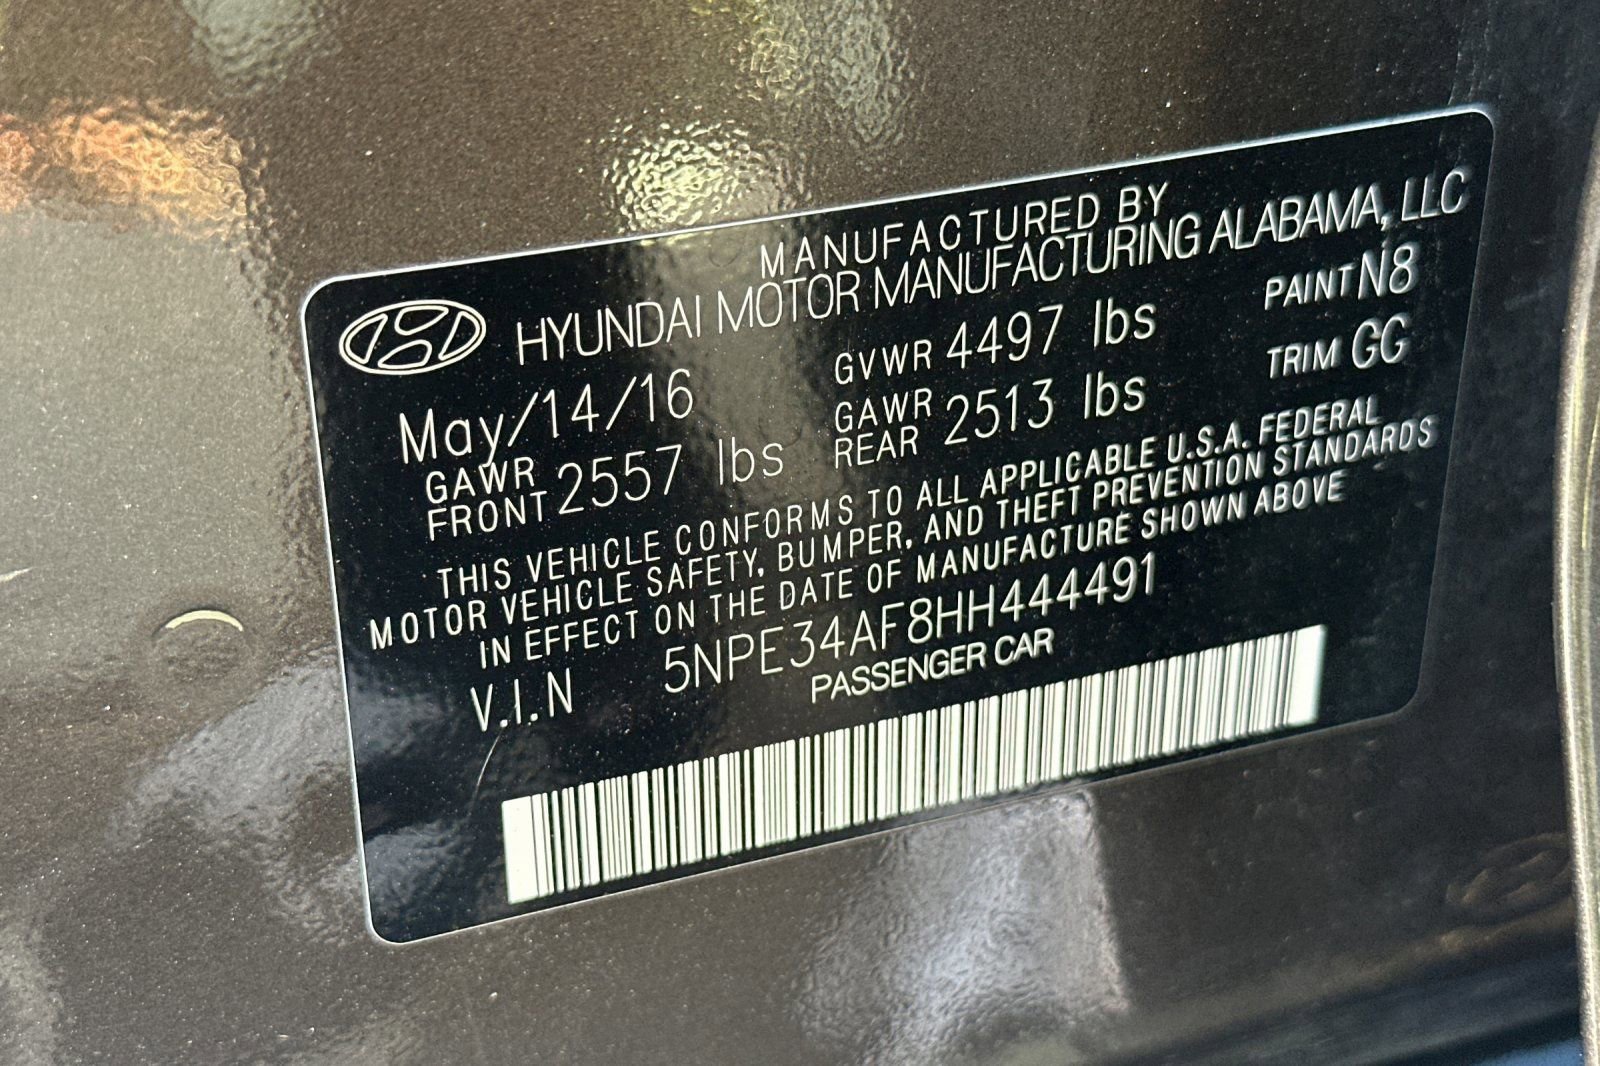 MANUFACTURED BY
HYUNDAI MOTOR MANUFACTURING ALABAMA, LLC
May/14/16 GVWR 4497 lbs PAINT N8
GAWR FRONT 2557 lbs GAWR REAR 2513 lbs TRIM GG
THIS VEHICLE CONFORMS TO ALL APPLICABLE U.S.A. FEDERAL
MOTOR VEHICLE SAFETY, BUMPER, AND THEFT PREVENTION STANDARDS
IN EFFECT ON THE DATE OF MANUFACTURE SHOWN ABOVE
V.I.N 5NPE34AF8HH444491
PASSENGER CAR